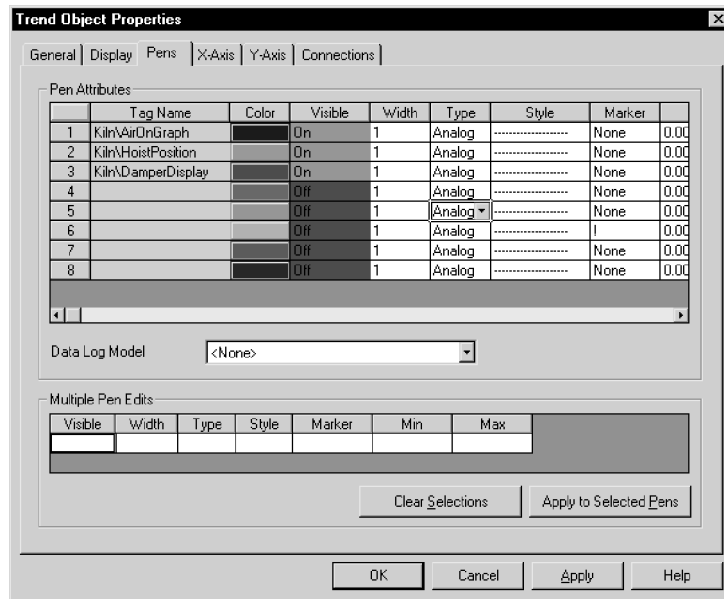 Trend Object Properties
General Display Pens X-Axis Y-Axis Connections
Pen Attributes
Tag Name Color Visible Width Type Style Marker
1 Kiln\AirOnGraph On 1 Analog -------------------- None 0.00
2 Kiln\HoistPosition On 1 Analog -------------------- None 0.00
3 Kiln\DamperDisplay On 1 Analog -------------------- None 0.00
4 Off 1 Analog -------------------- None 0.00
5 Off 1 Analog -------------------- None 0.00
6 Off 1 Analog -------------------- ! 0.00
7 Off 1 Analog -------------------- None 0.00
8 Off 1 Analog -------------------- None 0.00
Data Log Model <None>
Multiple Pen Edits
Visible Width Type Style Marker Min Max
Clear Selections Apply to Selected Pens
OK Cancel Apply Help